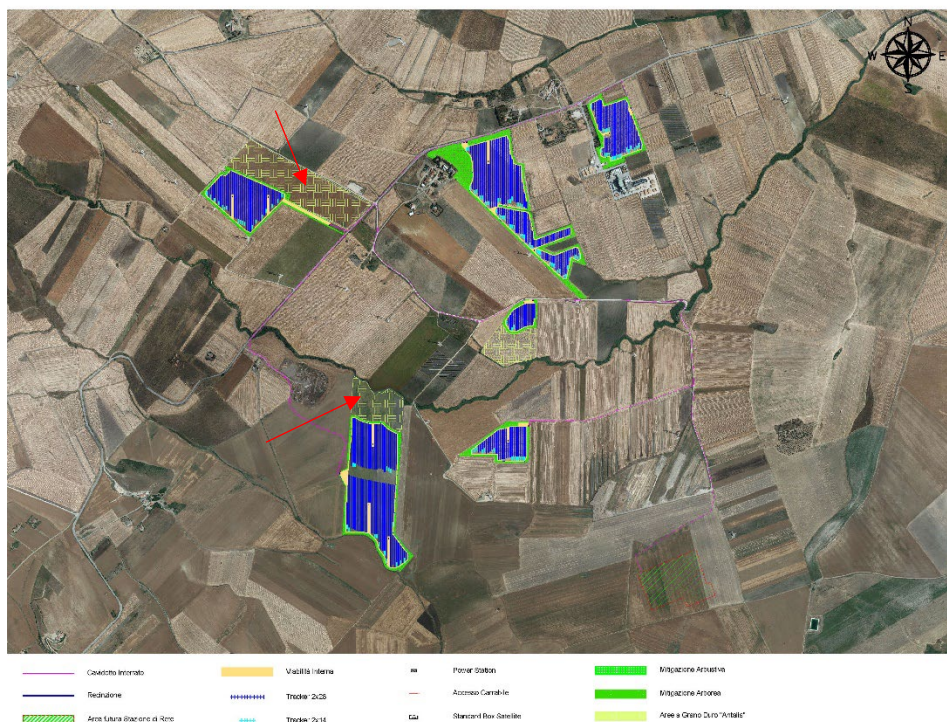 N
W E
S
Cavidotto Interrato
Viabilità Interna
Power Station
Mitigazione Arbustiva
Recinzione
Tracker 2x28
Accesso Carrabile
Mitigazione Arborea
Area futura Stazione di Rete
Tracker 2x14
Standard Box Satellite
Aree a Grano Duro "Antalis"